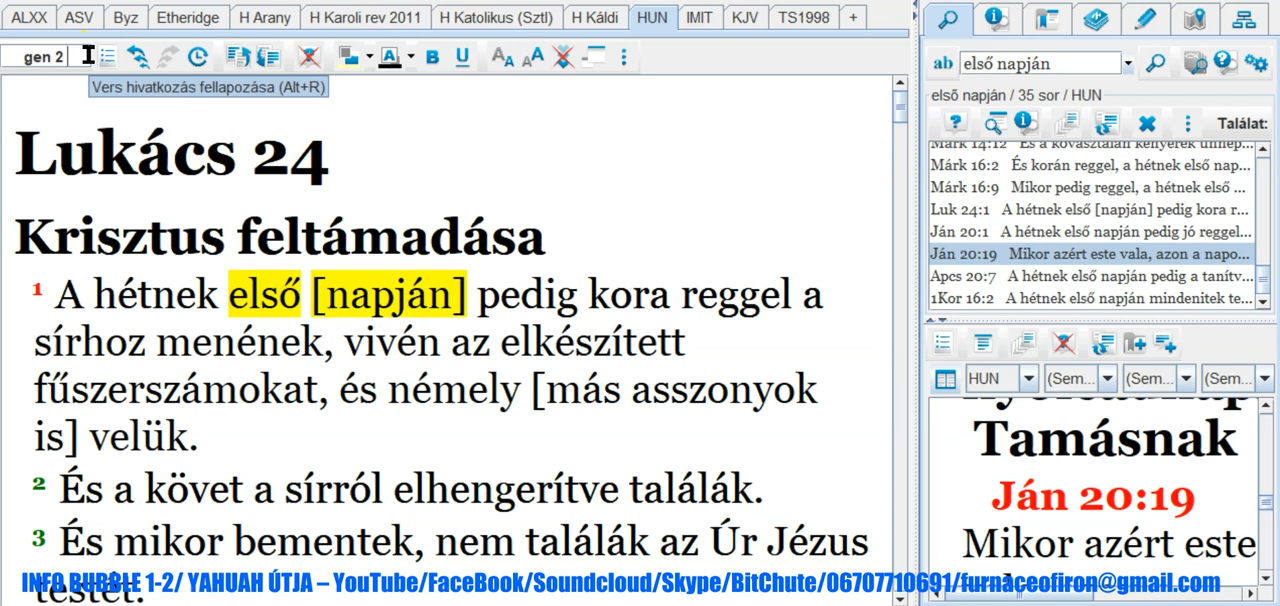 ALXX ASV Byz Etheridge H Arany H Karoli rev 2011 H Katolikus (Sztl) H Káldi HUN IMIT KJV TS1998 +
gen 2
Vers hivatkozás fellapozása (Alt+R)
Lukács 24
Krisztus feltámadása
1 A hétnek első [napján] pedig kora reggel a
sírhoz menének, vivén az elkészített
fűszerszámokat, és némely [más asszonyok
is] velük.
2 És a követ a sírról elhengerítve találák.
3 És mikor bementek, nem találák az Úr Jézus
testét.
ab első napján
első napján / 35 sor / HUN
Találat:
Márk 14:12 És a kovásztalan kenyerek ünnep...
Márk 16:2 És korán reggel, a hétnek első nap...
Márk 16:9 Mikor pedig reggel, a hétnek első ...
Luk 24:1 A hétnek első [napján] pedig kora r...
Ján 20:1 A hétnek első napján pedig jó reggel...
Ján 20:19 Mikor azért este vala, azon a napo...
Apcs 20:7 A hétnek első napján pedig a tanítv...
1Kor 16:2 A hétnek első napján mindenitek te...
HUN (Sem... (Sem... (Sem...
Tamásnak
Ján 20:19
Mikor azért este
INFO BUBBLE 1-2/ YAHUAH ÚTJA – YouTube/FaceBook/Soundcloud/Skype/BitChute/06707710691/furnaceofiron@gmail.com